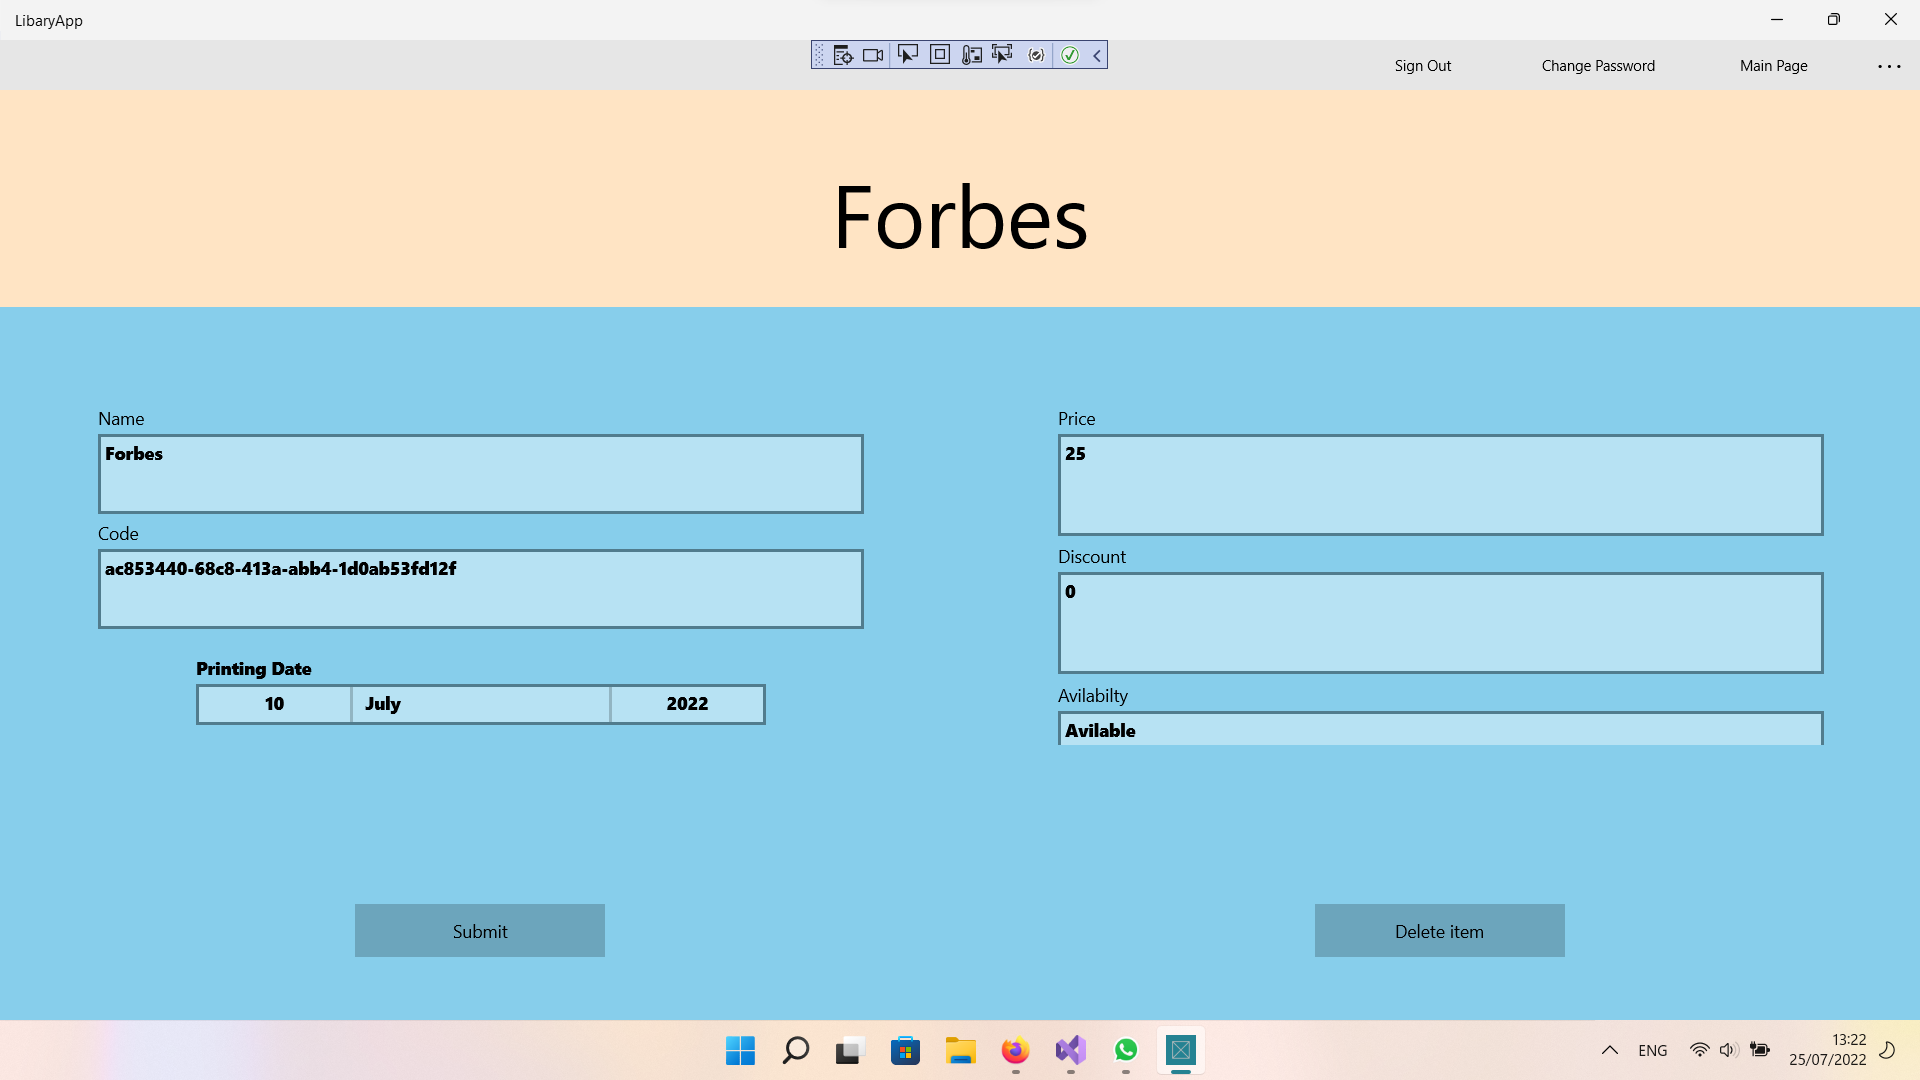 LibaryApp
Sign Out
Change Password
Main Page
Forbes
Name
Forbes
Code
ac853440-68c8-413a-abb4-1d0ab53fd12f
Printing Date
10 July 2022
Price
25
Discount
0
Avilabilty
Avilable
Submit
Delete item
ENG
13:22
25/07/2022